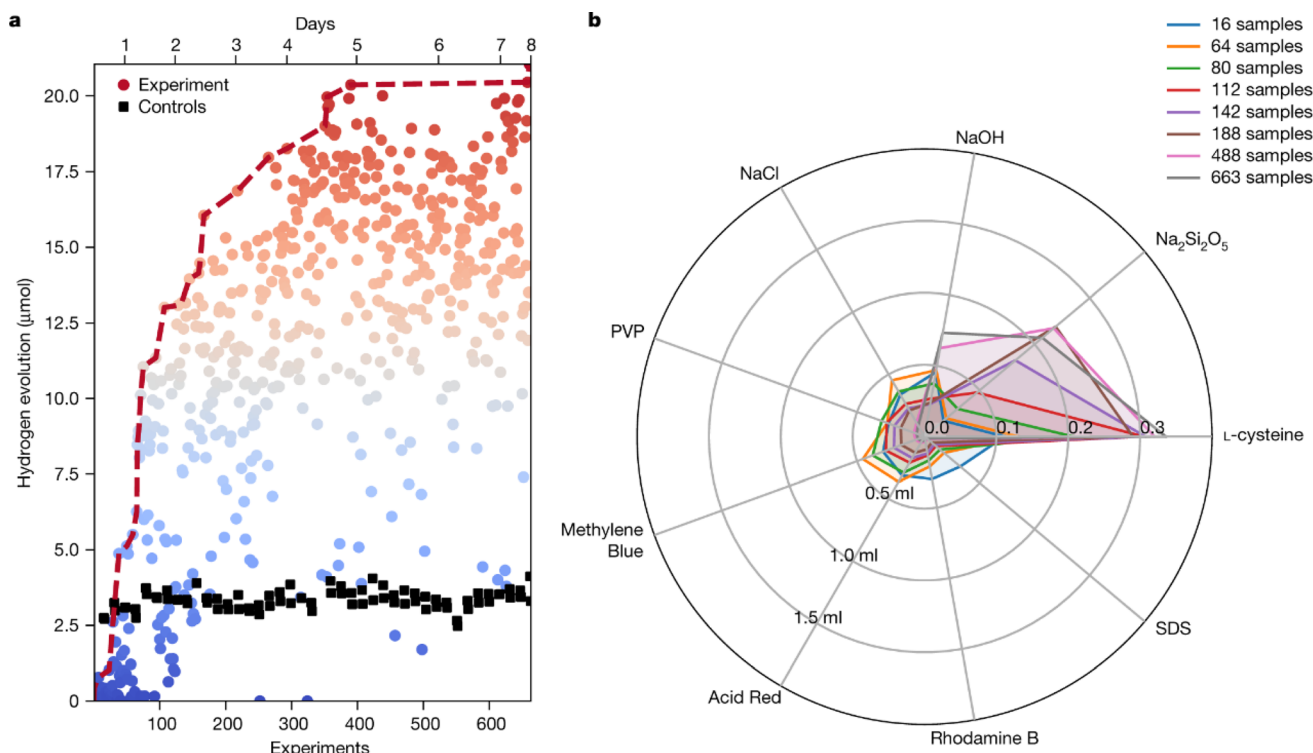 a
Days
1 2 3 4 5 6 7 8
Experiment
Controls
20.0
17.5
15.0
12.5
10.0
7.5
5.0
2.5
0
Hydrogen evolution (μmol)
100 200 300 400 500 600
Experiments
b
16 samples
64 samples
80 samples
112 samples
142 samples
188 samples
488 samples
663 samples
NaOH
NaCl
Na₂Si₂O₅
PVP
0.0 0.1 0.2 0.3
L-cysteine
0.5 ml
Methylene
Blue
1.0 ml
1.5 ml
SDS
Acid Red
Rhodamine B